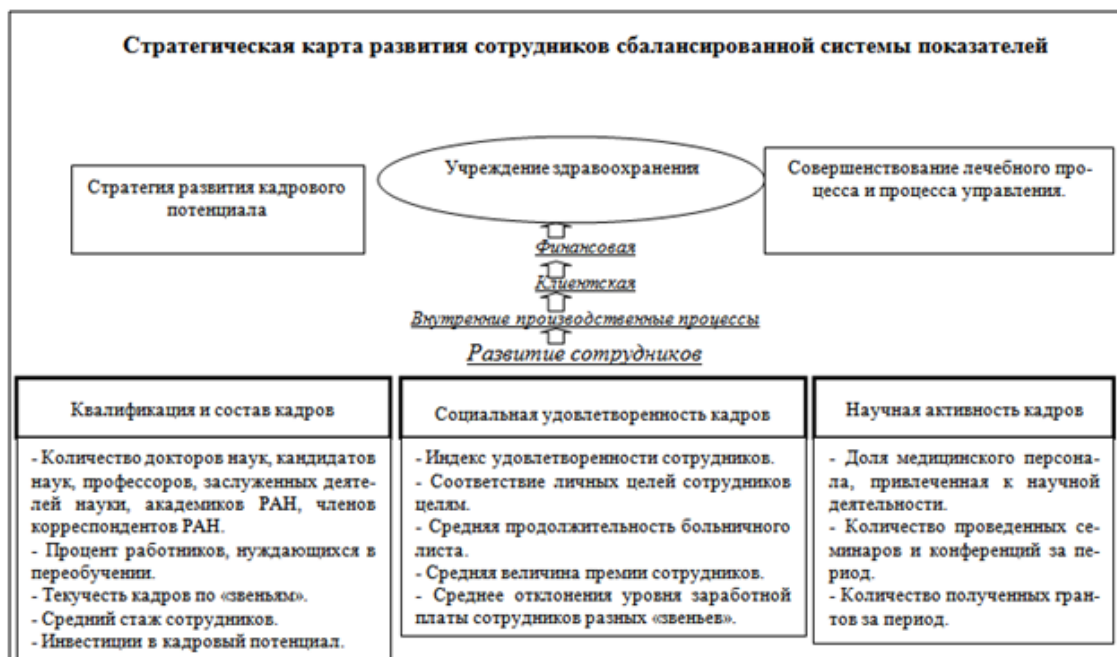 Стратегическая карта развития сотрудников сбалансированной системы показателей
Стратегия развития кадрового
потенциала
Учреждение здравоохранения
Совершенствование лечебного про-
цесса и процесса управления.
Финансовая
Клиентская
Внутренние производственные процессы
Развитие сотрудников
Квалификация и состав кадров
- Количество докторов наук, кандидатов
наук, профессоров, заслуженных деяте-
лей науки, академиков РАН, членов
корреспондентов РАН.
- Процент работников, нуждающихся в
переобучении.
- Текучесть кадров по «звеньям».
- Средний стаж сотрудников.
- Инвестиции в кадровый потенциал.
Социальная удовлетворенность кадров
- Индекс удовлетворенности сотрудников.
- Соответствие личных целей сотрудников
целям.
- Средняя продолжительность больничного
листа.
- Средняя величина премии сотрудников.
- Среднее отклонения уровня заработной
платы сотрудников разных «звеньев».
Научная активность кадров
- Доля медицинского персона-
ла, привлеченная к научной
деятельности.
- Количество проведенных се-
минаров и конференций за пе-
риод.
- Количество полученных гран-
тов за период.